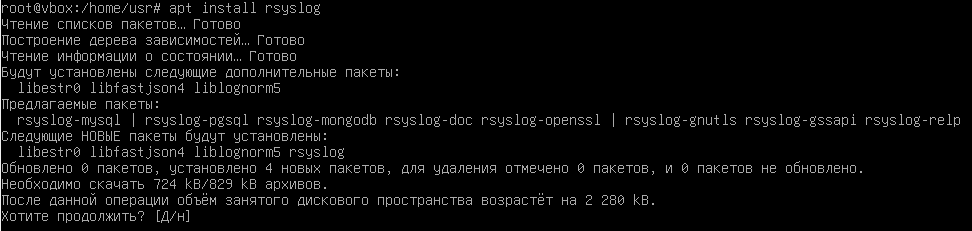 root@vbox:/home/usr# apt install rsyslog
Чтение списков пакетов… Готово
Построение дерева зависимостей… Готово
Чтение информации о состоянии… Готово
Будут установлены следующие дополнительные пакеты:
libestr0 libfastjson4 liblognorm5
Предлагаемые пакеты:
rsyslog-mysql | rsyslog-pgsql rsyslog-mongodb rsyslog-doc rsyslog-openssl | rsyslog-gnutls rsyslog-gssapi rsyslog-relp
Следующие НОВЫЕ пакеты будут установлены:
libestr0 libfastjson4 liblognorm5 rsyslog
Обновлено 0 пакетов, установлено 4 новых пакетов, для удаления отмечено 0 пакетов, и 0 пакетов не обновлено.
Необходимо скачать 724 kB/829 kB архивов.
После данной операции объём занятого дискового пространства возрастёт на 2 280 kB.
Хотите продолжить? [Д/н]